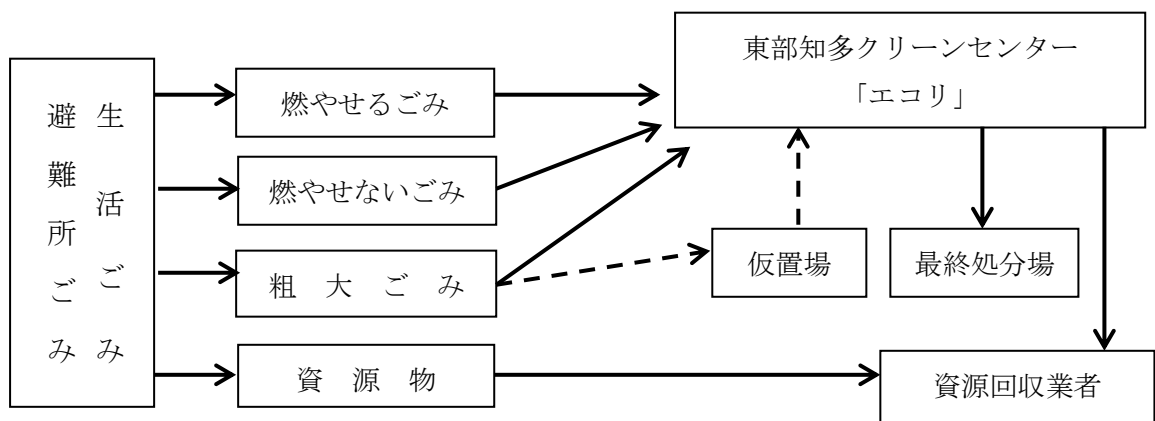 生活ごみ
避難所ごみ
燃やせるごみ
燃やせないごみ
粗大ごみ
資源物
東部知多クリーンセンター
「エコリ」
仮置場
最終処分場
資源回収業者